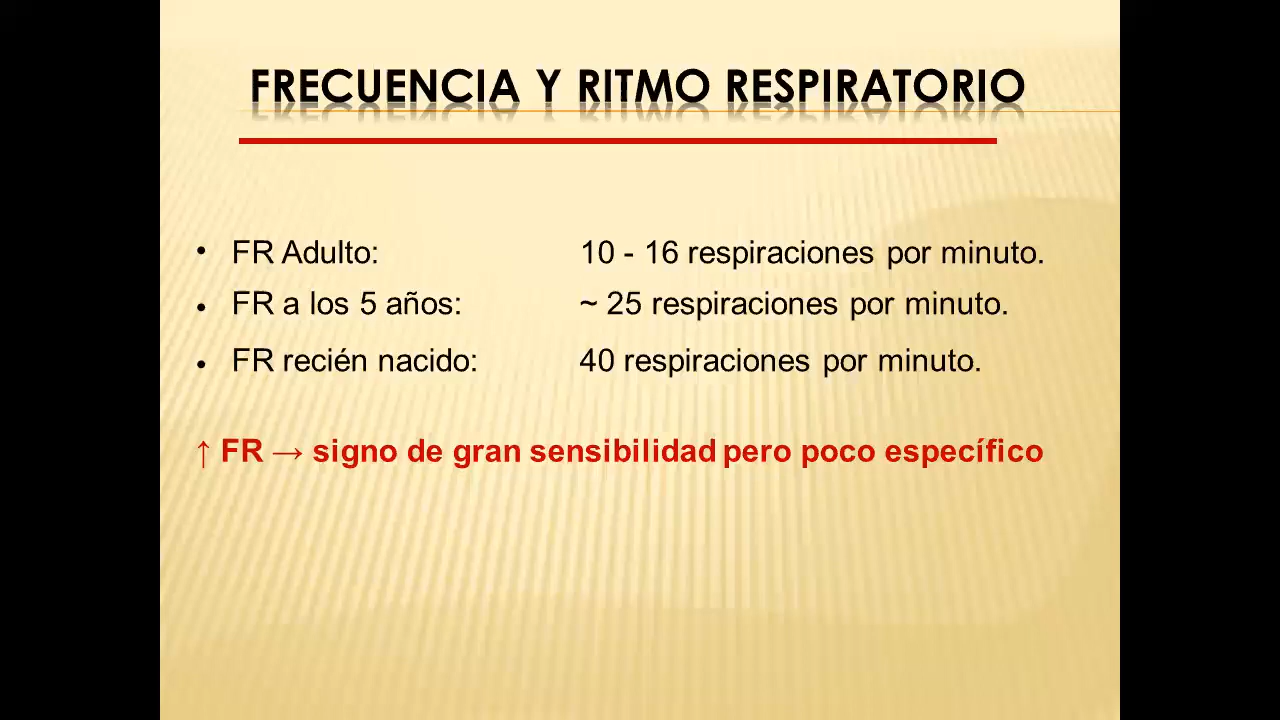 FRECUENCIA Y RITMO RESPIRATORIO
• FR Adulto: 10 - 16 respiraciones por minuto.
• FR a los 5 años: ~ 25 respiraciones por minuto.
• FR recién nacido: 40 respiraciones por minuto.
↑ FR → signo de gran sensibilidad pero poco específico